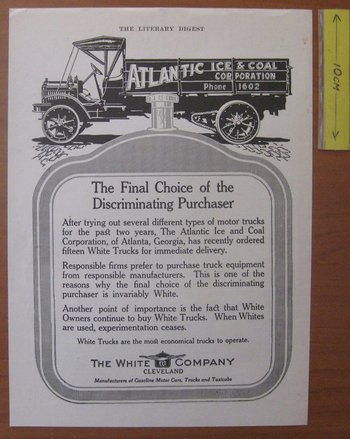 THE LITERARY DIGEST
ATLANTIC ICE & COAL
CORPORATION
Phone 1602
10CM
The Final Choice of the
Discriminating Purchaser
After trying out several different types of motor trucks
for the past two years, The Atlantic Ice and Coal
Corporation, of Atlanta, Georgia, has recently ordered
fifteen White Trucks for immediate delivery.
Responsible firms prefer to purchase truck equipment
from responsible manufacturers. This is one of the
reasons why the final choice of the discriminating
purchaser is invariably White.
Another point of importance is the fact that White
Owners continue to buy White Trucks. When Whites
are used, experimentation ceases.
White Trucks are the most economical trucks to operate.
THE WHITE COMPANY
CLEVELAND
Manufacturers of Gasoline Motor Cars, Trucks and Taxicabs